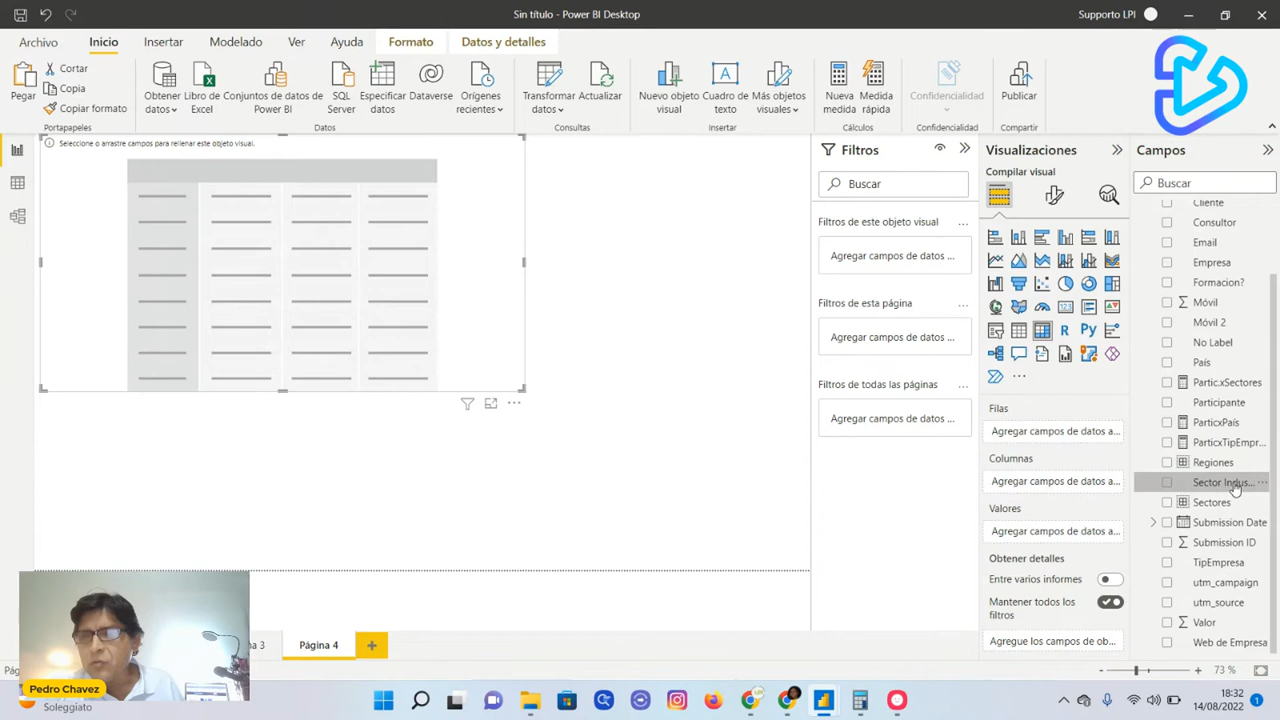 Sin título - Power BI Desktop
Supporto LPI
Archivo
Inicio
Insertar
Modelado
Ver
Ayuda
Formato
Datos y detalles
Pegar
Cortar
Copia
Copiar formato
Portapapeles
Obtener datos
Libro de Excel
Conjuntos de datos de Power BI
SQL Server
Especificar datos
Dataverse
Orígenes recientes
Datos
Transformar datos
Actualizar
Consultas
Nuevo objeto visual
Cuadro de texto
Más objetos visuales
Insertar
Nueva medida
Medida rápida
Cálculos
Confidencialidad
Confidencialidad
Publicar
Compartir
Seleccione o arrastre campos para rellenar este objeto visual.
Filtros
Buscar
Filtros de este objeto visual
Agregar campos de datos ...
Filtros de esta página
Agregar campos de datos ...
Filtros de todas las páginas
Agregar campos de datos ...
Visualizaciones
Compilar visual
R
Py
Filas
Agregar campos de datos a...
Columnas
Agregar campos de datos a...
Valores
Agregar campos de datos a...
Obtener detalles
Entre varios informes
Mantener todos los filtros
Agregue los campos de ob...
Campos
Buscar
Cliente
Consultor
Email
Empresa
Formacion?
Móvil
Móvil 2
No Label
País
Partic.xSectores
Participante
ParticxPaís
ParticxTipEmpr...
Regiones
Sector Indus...
Sectores
Submission Date
Submission ID
TipEmpresa
utm_campaign
utm_source
Valor
Web de Empresa
Página 4
73 %
Pedro Chavez
Soleggiato
18:32
14/08/2022